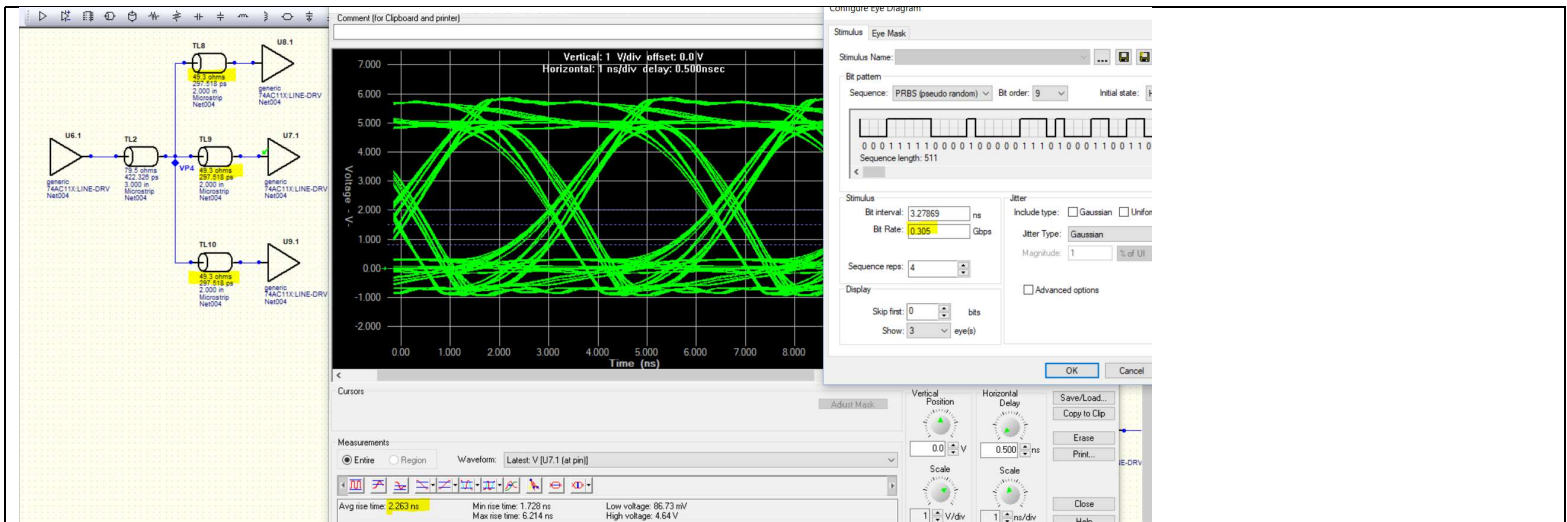 Comment (for Clipboard and printer)
Vertical: 1 V/div offset: 0.0 V
Horizontal: 1 ns/div delay: 0.500nsec
7.000
6.000
5.000
4.000
3.000
2.000
1.000
0.00
-1.000
-2.000
Voltage - V -
0.00 1.000 2.000 3.000 4.000 5.000 6.000 7.000 8.000
Time (ns)
TL8
49.3 ohms
297.518 ps
2.000 in
Microstrip
Net004
U8.1
generic
74AC11X:LINE-DRV
Net004
U6.1
generic
74AC11X:LINE-DRV
Net004
TL2
79.5 ohms
422.326 ps
3.000 in
Microstrip
Net004
VP4
TL9
49.3 ohms
297.518 ps
2.000 in
Microstrip
Net004
U7.1
generic
74AC11X:LINE-DRV
Net004
TL10
49.3 ohms
297.518 ps
2.000 in
Microstrip
Net004
U9.1
generic
74AC11X:LINE-DRV
Net004
Configure Eye Diagram
Stimulus Eye Mask
Stimulus Name:
...
Bit pattern
Sequence: PRBS (pseudo random) Bit order: 9 Initial state: H
0 0 0 1 1 1 1 1 0 0 0 0 1 0 0 0 0 0 1 1 1 0 1 0 0 0 1 1 0 0 1 1 0
Sequence length: 511
Stimulus
Bit interval: 3.27869 ns
Bit Rate: 0.305 Gbps
Sequence reps: 4
Jitter
Include type: Gaussian Unifor
Jitter Type: Gaussian
Magnitude: 1 % of UI
Advanced options
Display
Skip first: 0 bits
Show: 3 eye(s)
OK Cancel
Cursors
Adjust Mask
Measurements
Entire Region Waveform: Latest: V [U7.1 (at pin)]
Avg rise time: 2.263 ns Min rise time: 1.728 ns Low voltage: 86.73 mV
Max rise time: 6.214 ns High voltage: 4.64 V
Vertical
Position
0.0 V
Scale
1 V/div
Horizontal
Delay
0.500 ns
Scale
1 ns/div
Save/Load...
Copy to Clip
Erase
Print...
Close
Help
NE-DRV